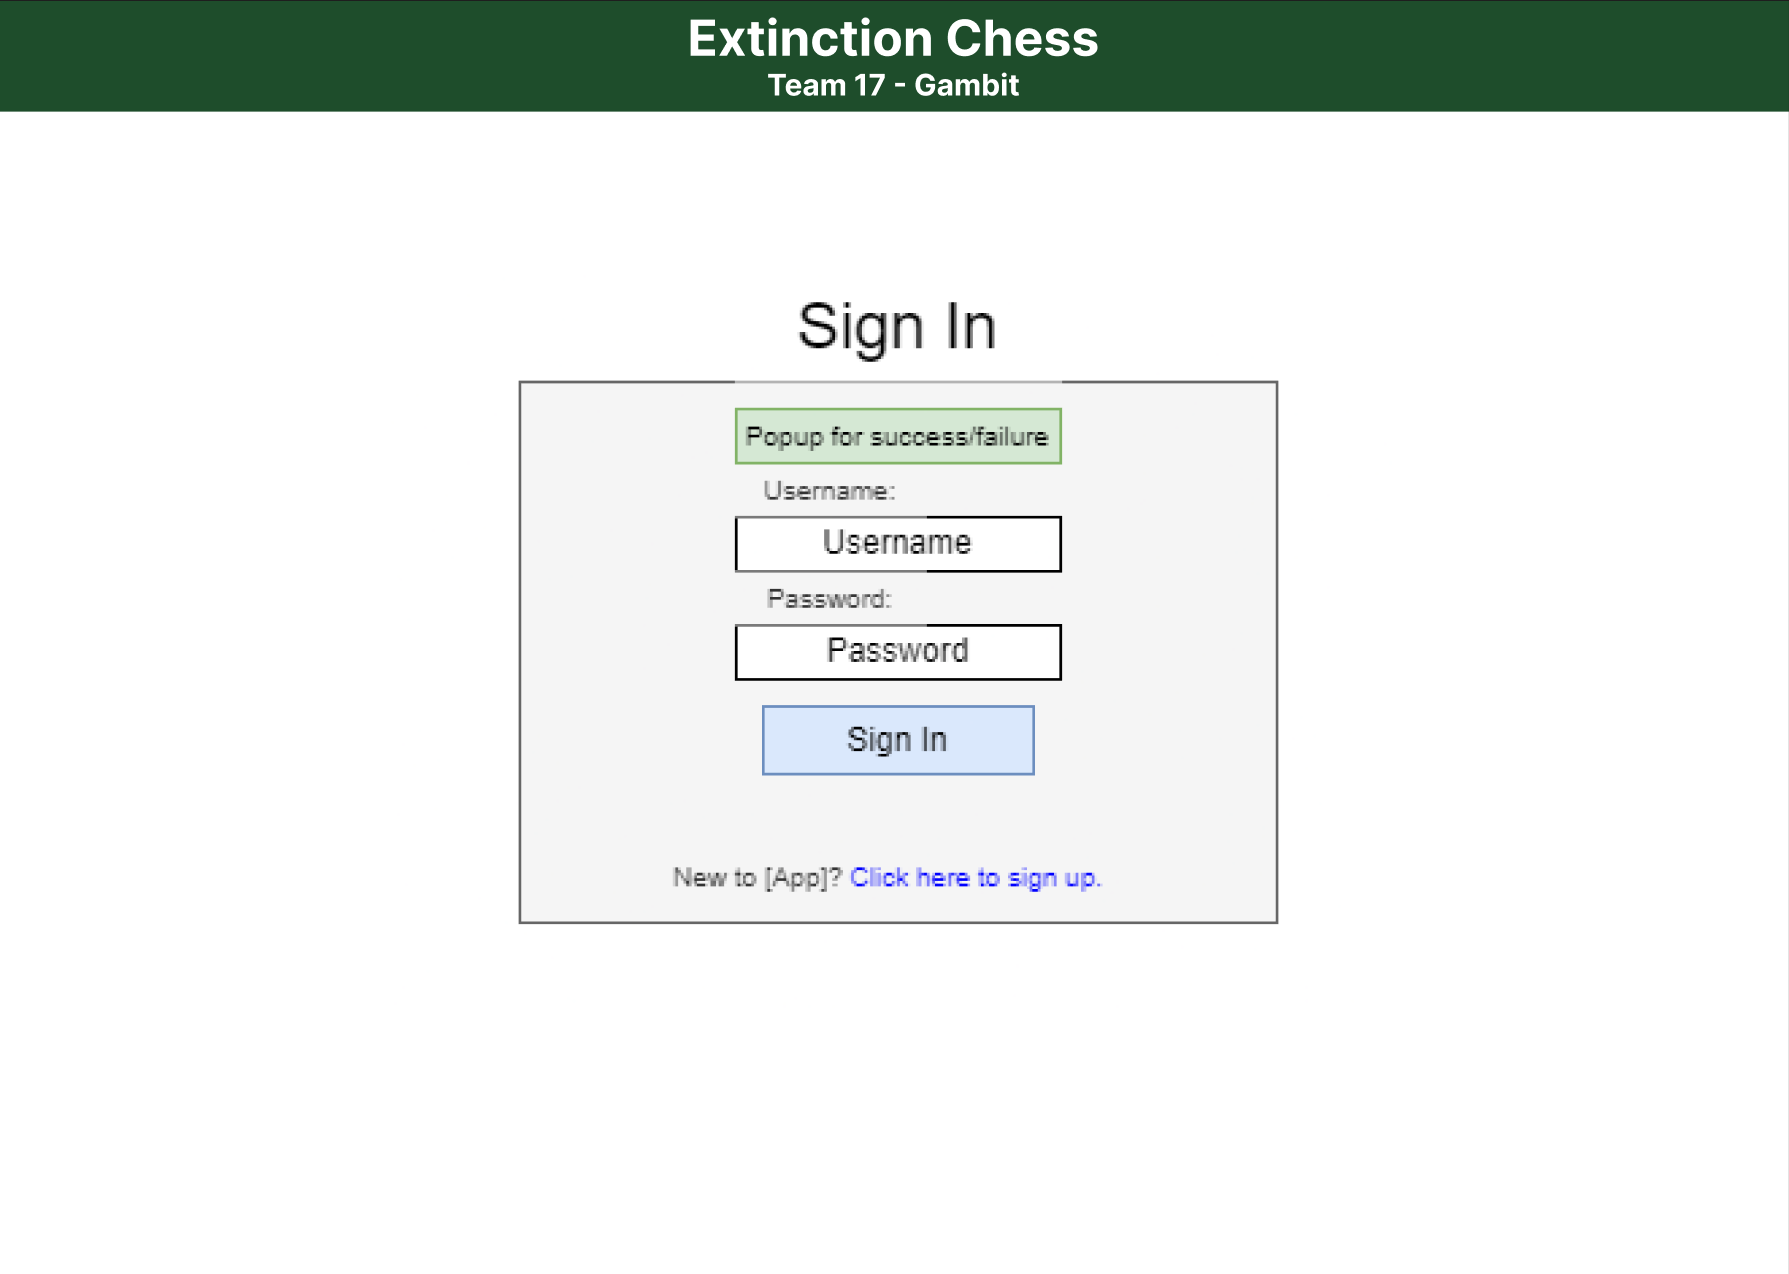 Extinction Chess
Team 17 - Gambit
Sign In
Popup for success/failure
Username:
Username
Password:
Password
Sign In
New to [App]? Click here to sign up.